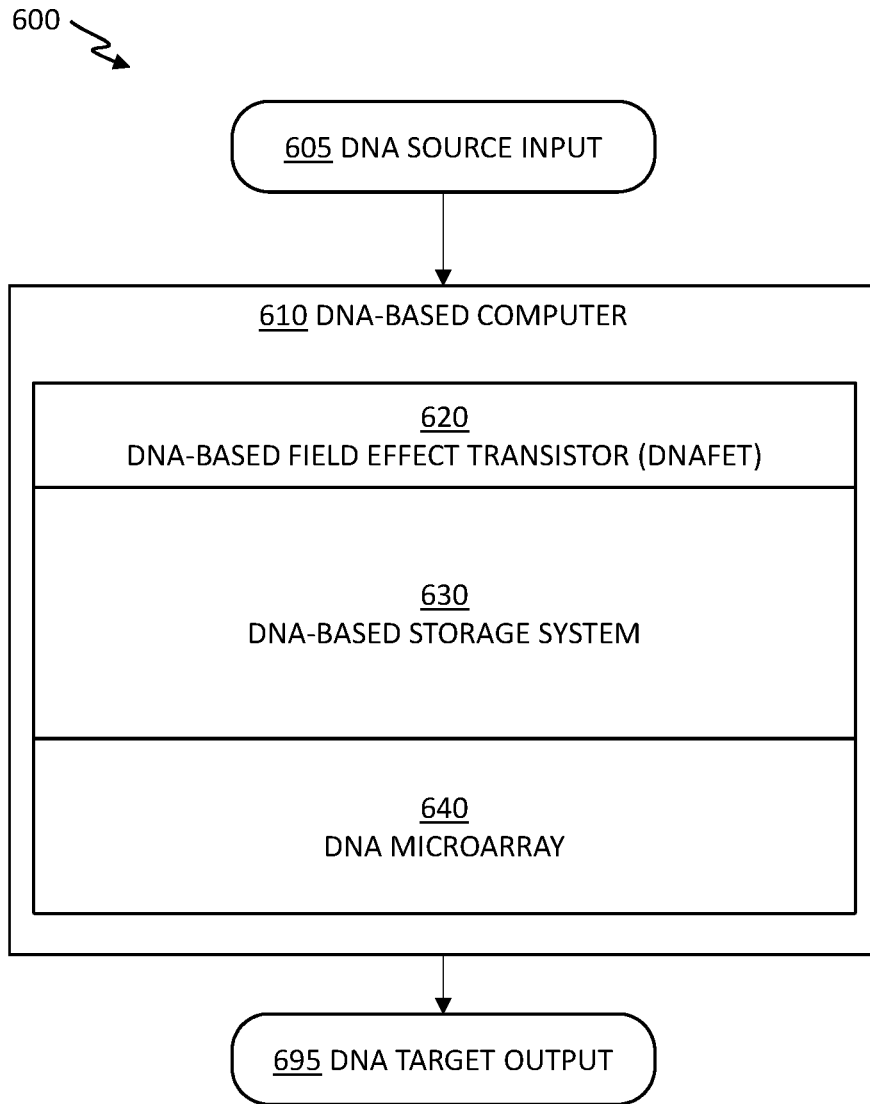 600
605 DNA SOURCE INPUT
610 DNA-BASED COMPUTER
620
DNA-BASED FIELD EFFECT TRANSISTOR (DNAFET)
630
DNA-BASED STORAGE SYSTEM
640
DNA MICROARRAY
695 DNA TARGET OUTPUT